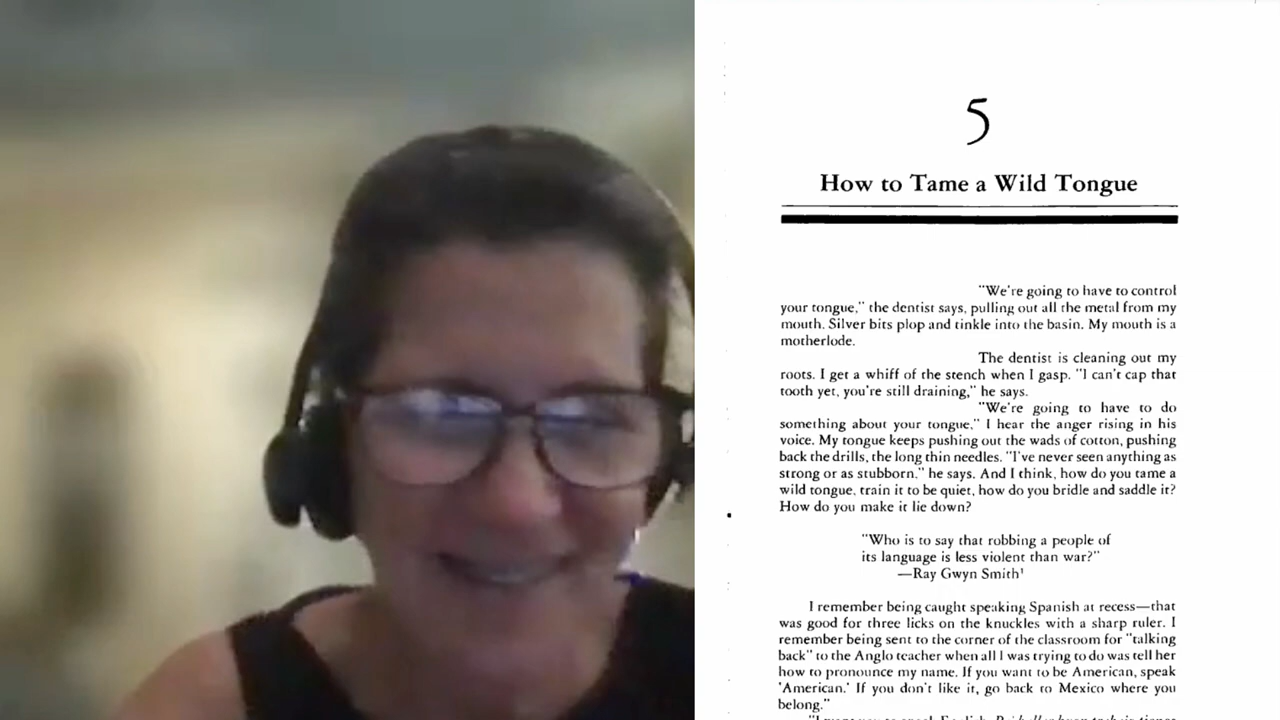 5
How to Tame a Wild Tongue
"We're going to have to control
your tongue," the dentist says, pulling out all the metal from my
mouth. Silver bits plop and tinkle into the basin. My mouth is a
motherlode.
The dentist is cleaning out my
roots. I get a whiff of the stench when I gasp. "I can't cap that
tooth yet, you're still draining," he says.
"We're going to have to do
something about your tongue," I hear the anger rising in his
voice. My tongue keeps pushing out the wads of cotton, pushing
back the drills, the long thin needles. "I've never seen anything as
strong or as stubborn," he says. And I think, how do you tame a
wild tongue, train it to be quiet, how do you bridle and saddle it?
How do you make it lie down?
"Who is to say that robbing a people of
its language is less violent than war?"
—Ray Gwyn Smith¹
I remember being caught speaking Spanish at recess—that
was good for three licks on the knuckles with a sharp ruler. I
remember being sent to the corner of the classroom for "talking
back" to the Anglo teacher when all I was trying to do was tell her
how to pronounce my name. If you want to be American, speak
'American.' If you don't like it, go back to Mexico where you
belong."